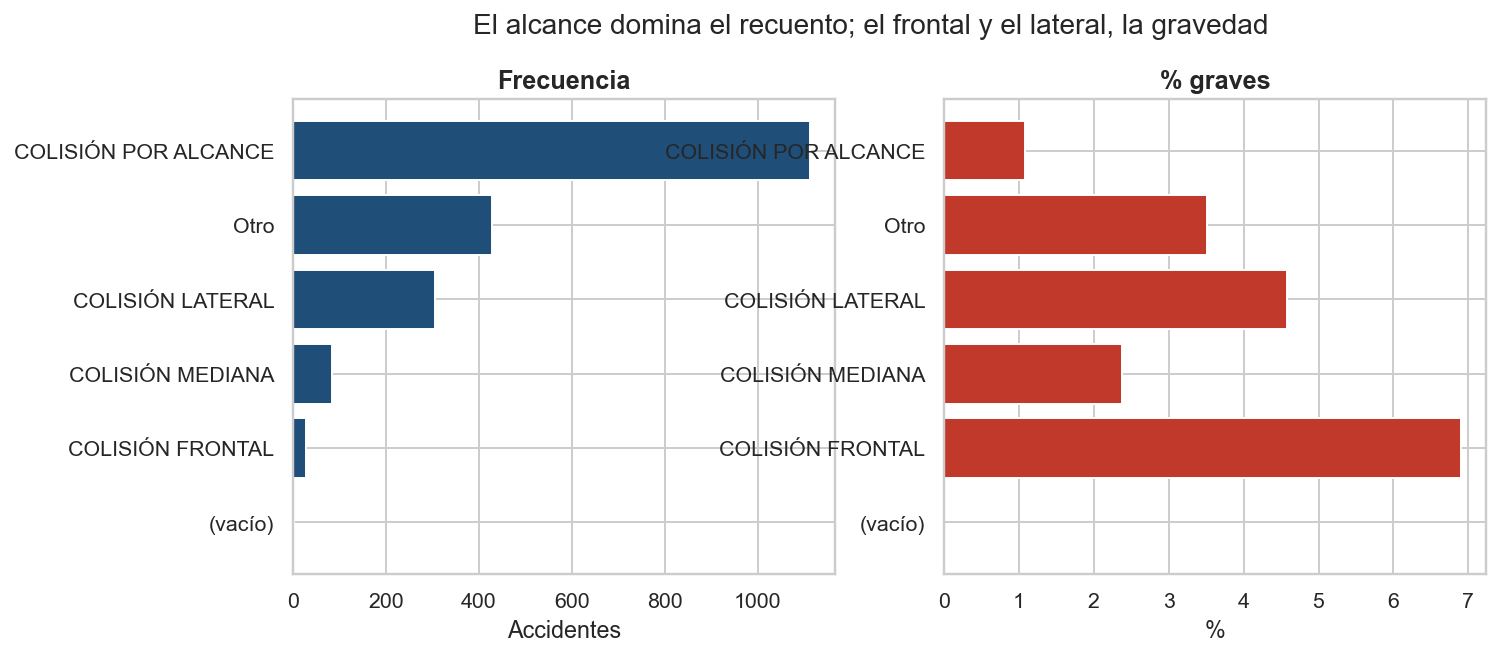 El alcance domina el recuento; el frontal y el lateral, la gravedad
Frecuencia
COLISIÓN POR ALCANCE
Otro
COLISIÓN LATERAL
COLISIÓN MEDIANA
COLISIÓN FRONTAL
(vacío)
0 200 400 600 800 1000
Accidentes
% graves
COLISIÓN POR ALCANCE
Otro
COLISIÓN LATERAL
COLISIÓN MEDIANA
COLISIÓN FRONTAL
(vacío)
0 1 2 3 4 5 6 7
%